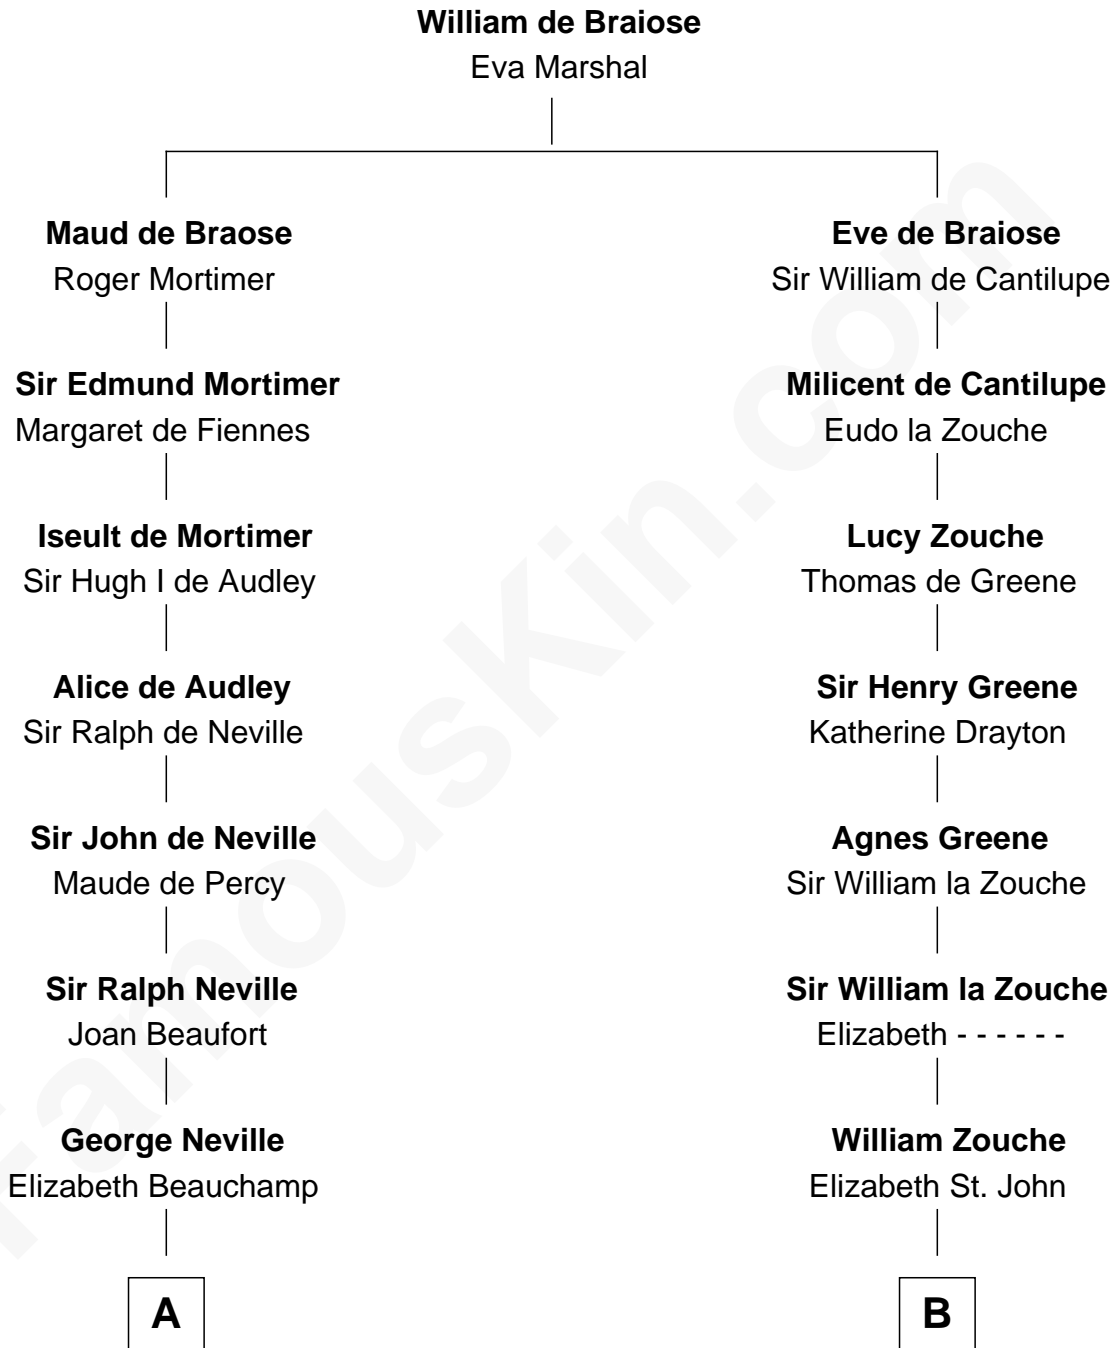 William de Braiose
Eva Marshal
Maud de Braose
Roger Mortimer
Eve de Braiose
Sir William de Cantilupe
Sir Edmund Mortimer
Margaret de Fiennes
Milicent de Cantilupe
Eudo la Zouche
Iseult de Mortimer
Sir Hugh I de Audley
Lucy Zouche
Thomas de Greene
Alice de Audley
Sir Ralph de Neville
Sir Henry Greene
Katherine Drayton
Sir John de Neville
Maude de Percy
Agnes Greene
Sir William la Zouche
Sir Ralph Neville
Joan Beaufort
Sir William la Zouche
Elizabeth - - - - - -
George Neville
Elizabeth Beauchamp
William Zouche
Elizabeth St. John
A
B
FamousKin.com